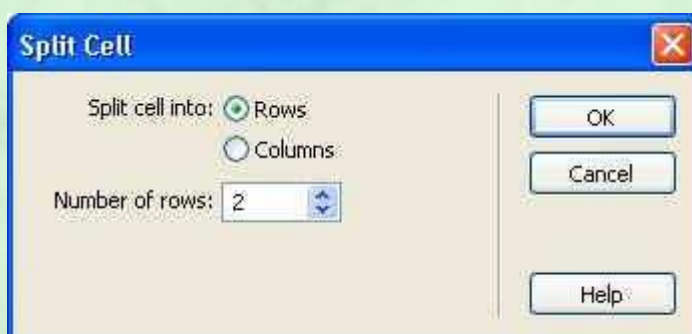 Split Cell
Split cell into: Rows
Columns
Number of rows: 2
OK
Cancel
Help